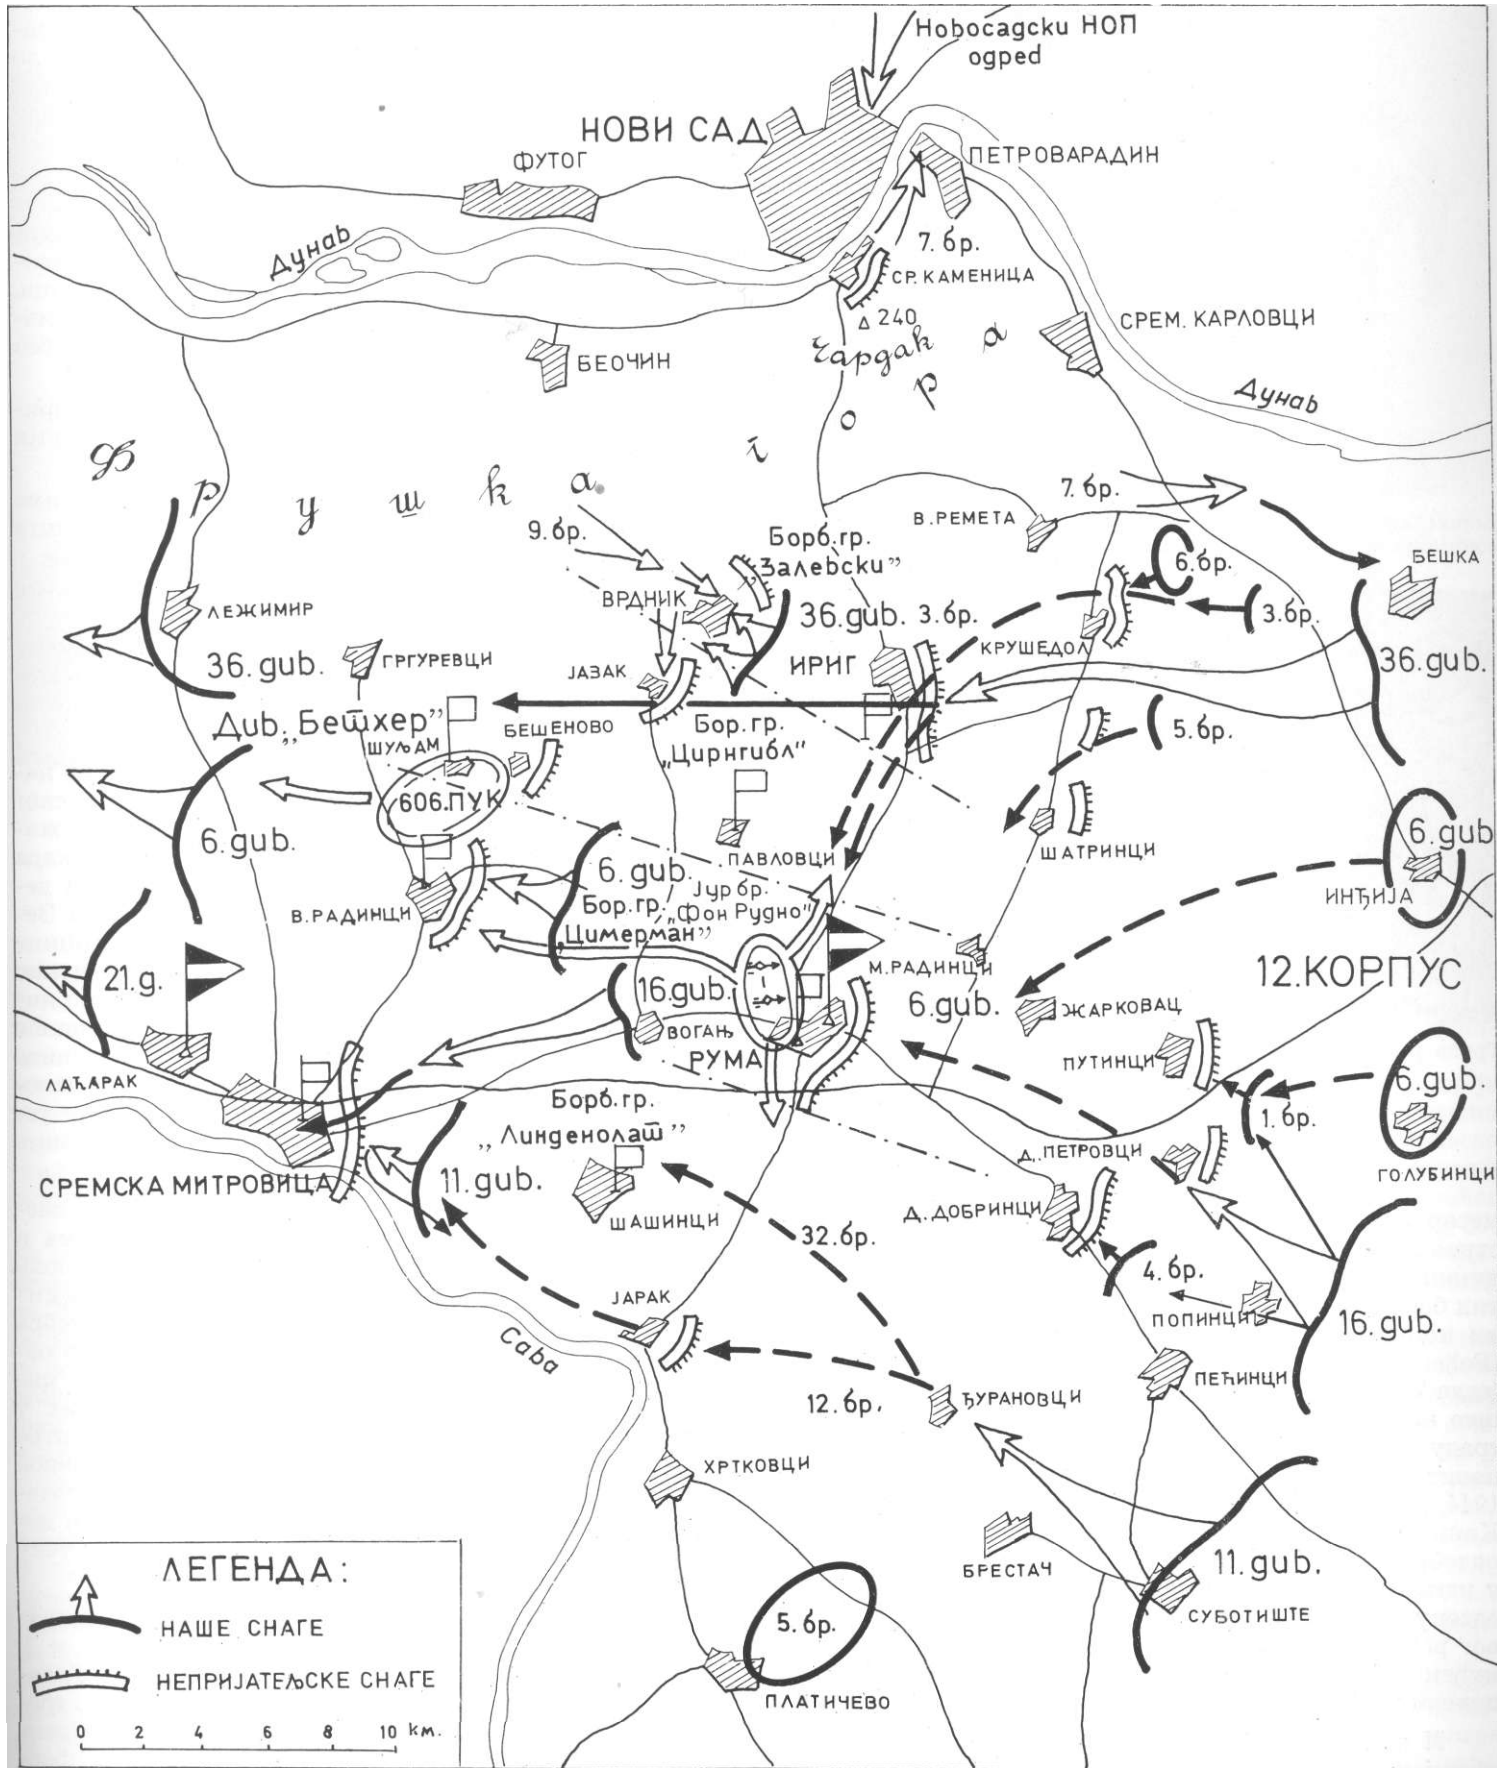 Новосадски НОП
одред
НОВИ САД
ФУТОГ
ПЕТРОВАРАДИН
Дунав
7. бр.
СР. КАМЕНИЦА
△ 240
Чардак
СРЕМ. КАРЛОВЦИ
БЕОЧИН
Дунав
Фрушка гора
7. бр.
9. бр.
В. РЕМЕТА
Борб. гр.
„Залевски”
6. бр.
БЕШКА
ВРДНИК
ЛЕЖИМИР
36. див.
3. бр.
3. бр.
КРУШЕДОЛ
36. див.
ГРГУРЕВЦИ
ЈАЗАК
ИРИГ
36. див.
Див. „Бетхер”
БЕШЕНОВО
Бор. гр.
„Цирнгибл”
5. бр.
ШУЉАМ
606. ПУК
6. див.
6. див.
ПАВЛОВЦИ
ШАТРИНЦИ
6. див.
ИНЂИЈА
Јур бр.
„Фон Рудно”
В. РАДИНЦИ
Бор. гр.
„Цимерман”
21. д.
16. див.
М. РАДИНЦИ
12. КОРПУС
6. див.
ЖАРКОВАЦ
ВОГАЊ
РУМА
ПУТИНЦИ
ЛАЋАРАК
6. див.
Борб. гр.
„Линденолат”
1. бр.
СРЕМСКА МИТРОВИЦА
11. див.
Д. ПЕТРОВЦИ
ГОЛУБИНЦИ
ШАШИНЦИ
Д. ДОБРИНЦИ
32. бр.
4. бр.
ЈАРАК
ПОПИНЦИ
16. див.
Сава
ПЕЋИНЦИ
12. бр.
ЂУРАНОВЦИ
ХРТКОВЦИ
БРЕСТАЧ
11. див.
СУБОТИШТЕ
5. бр.
ПЛАТИЧЕВО
ЛЕГЕНДА:
НАШЕ СНАГЕ
НЕПРИЈАТЕЉСКЕ СНАГЕ
0 2 4 6 8 10 км.